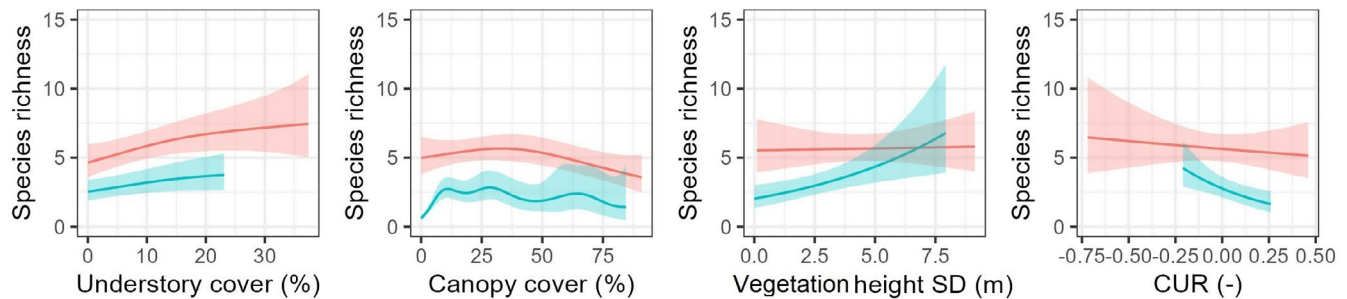 Species richness
15
10
5
0
0 10 20 30
Understory cover (%)
Species richness
15
10
5
0
0 25 50 75
Canopy cover (%)
Species richness
15
10
5
0
0.0 2.5 5.0 7.5
Vegetation height SD (m)
Species richness
15
10
5
0
-0.75-0.50-0.25 0.00 0.25 0.50
CUR (-)